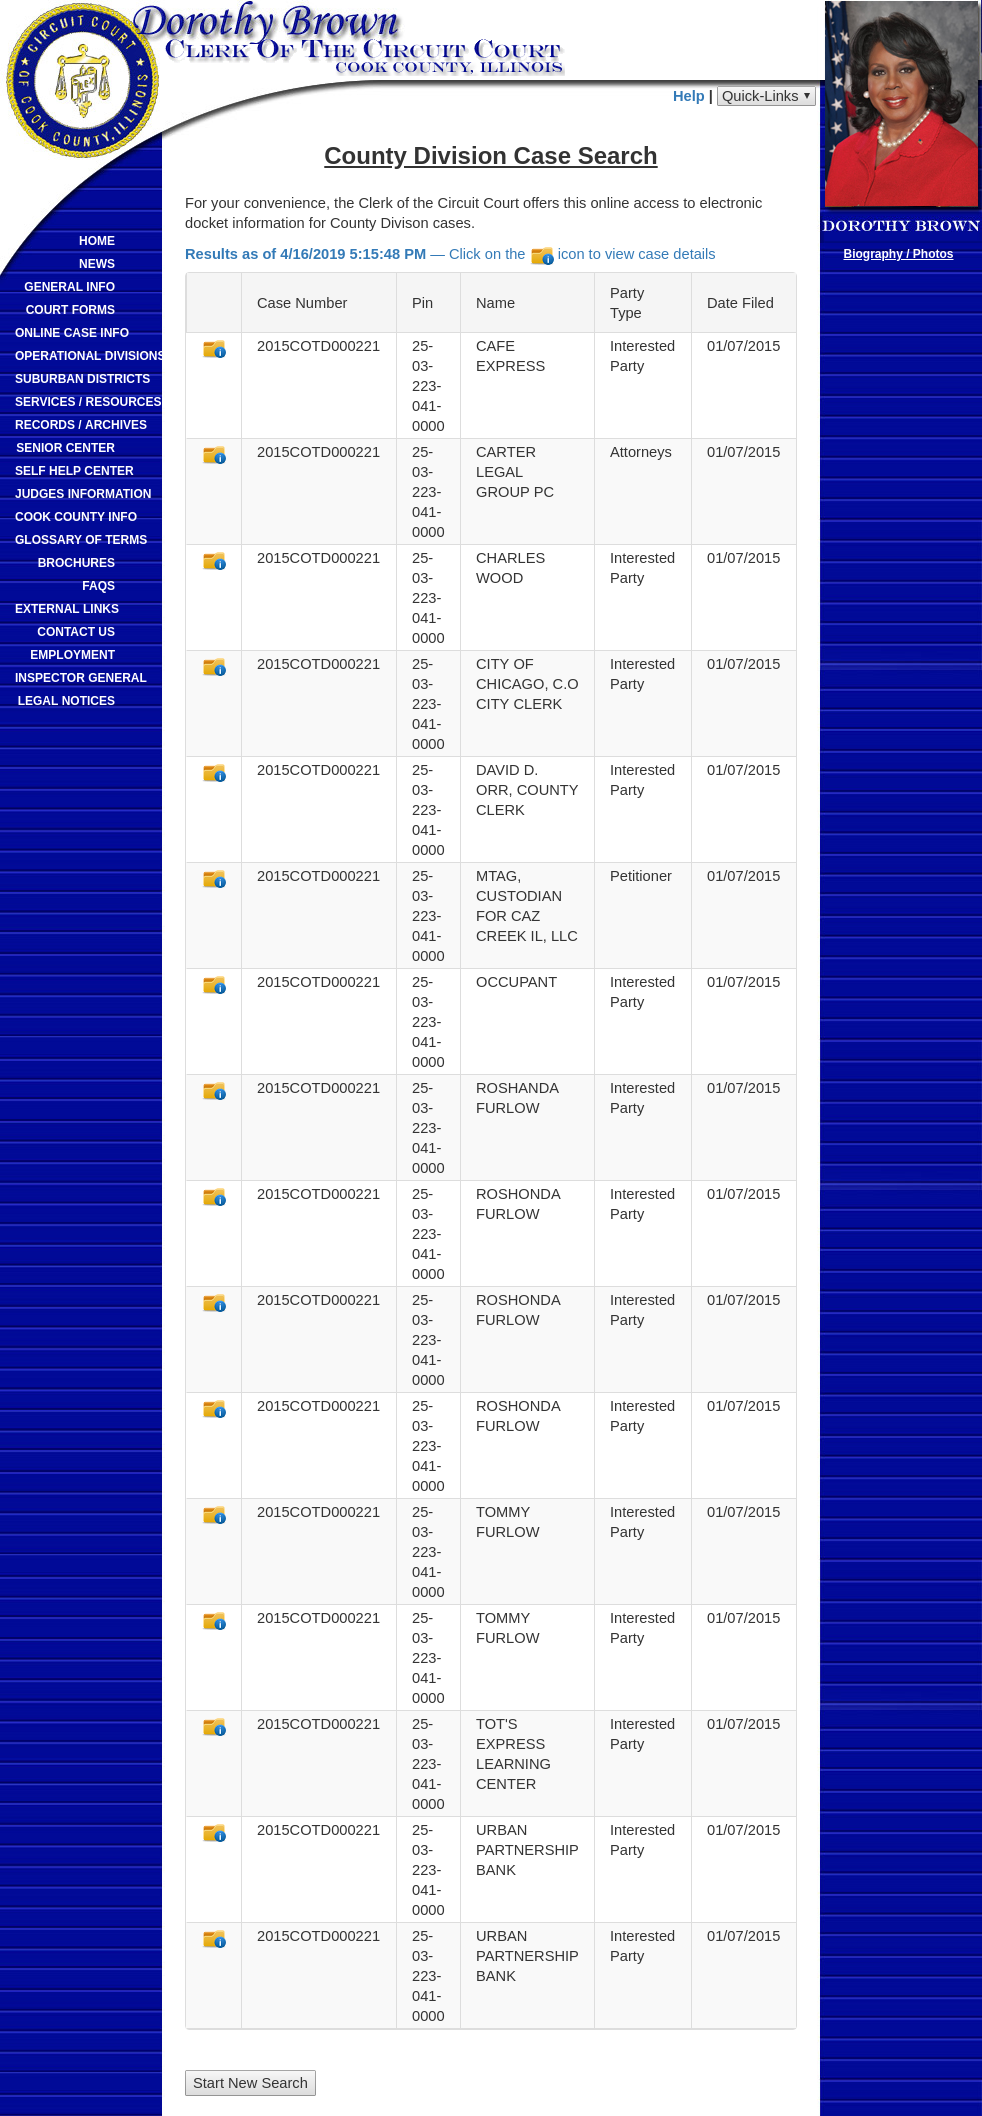 Dorothy Brown
CLERK OF THE CIRCUIT COURT
COOK COUNTY, ILLINOIS
CIRCUIT COURT
OF COOK COUNTY, ILLINOIS
Help | Quick-Links ▼
DOROTHY BROWN
Biography / Photos
HOME
NEWS
GENERAL INFO
COURT FORMS
ONLINE CASE INFO
OPERATIONAL DIVISIONS
SUBURBAN DISTRICTS
SERVICES / RESOURCES
RECORDS / ARCHIVES
SENIOR CENTER
SELF HELP CENTER
JUDGES INFORMATION
COOK COUNTY INFO
GLOSSARY OF TERMS
BROCHURES
FAQS
EXTERNAL LINKS
CONTACT US
EMPLOYMENT
INSPECTOR GENERAL
LEGAL NOTICES
County Division Case Search
For your convenience, the Clerk of the Circuit Court offers this online access to electronic
docket information for County Divison cases.
Results as of 4/16/2019 5:15:48 PM — Click on the icon to view case details
Case Number Pin Name Party Type Date Filed
2015COTD000221 25-03-223-041-0000 CAFE EXPRESS Interested Party 01/07/2015
2015COTD000221 25-03-223-041-0000 CARTER LEGAL GROUP PC Attorneys 01/07/2015
2015COTD000221 25-03-223-041-0000 CHARLES WOOD Interested Party 01/07/2015
2015COTD000221 25-03-223-041-0000 CITY OF CHICAGO, C.O CITY CLERK Interested Party 01/07/2015
2015COTD000221 25-03-223-041-0000 DAVID D. ORR, COUNTY CLERK Interested Party 01/07/2015
2015COTD000221 25-03-223-041-0000 MTAG, CUSTODIAN FOR CAZ CREEK IL, LLC Petitioner 01/07/2015
2015COTD000221 25-03-223-041-0000 OCCUPANT Interested Party 01/07/2015
2015COTD000221 25-03-223-041-0000 ROSHANDA FURLOW Interested Party 01/07/2015
2015COTD000221 25-03-223-041-0000 ROSHONDA FURLOW Interested Party 01/07/2015
2015COTD000221 25-03-223-041-0000 ROSHONDA FURLOW Interested Party 01/07/2015
2015COTD000221 25-03-223-041-0000 ROSHONDA FURLOW Interested Party 01/07/2015
2015COTD000221 25-03-223-041-0000 TOMMY FURLOW Interested Party 01/07/2015
2015COTD000221 25-03-223-041-0000 TOMMY FURLOW Interested Party 01/07/2015
2015COTD000221 25-03-223-041-0000 TOT'S EXPRESS LEARNING CENTER Interested Party 01/07/2015
2015COTD000221 25-03-223-041-0000 URBAN PARTNERSHIP BANK Interested Party 01/07/2015
2015COTD000221 25-03-223-041-0000 URBAN PARTNERSHIP BANK Interested Party 01/07/2015
Start New Search